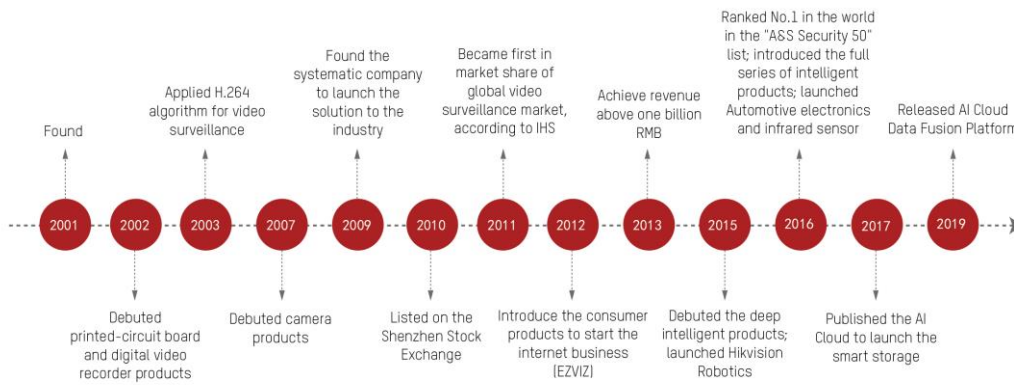 Found
Applied H.264
algorithm for video
surveillance
Found the
systematic company
to launch the
solution to the
industry
Became first in
market share of
global video
surveillance market,
according to IHS
Achieve revenue
above one billion
RMB
Ranked No.1 in the world
in the "A&S Security 50"
list; introduced the full
series of intelligent
products; launched
Automotive electronics
and infrared sensor
Released AI Cloud
Data Fusion Platform
2001
2002
2003
2007
2009
2010
2011
2012
2013
2015
2016
2017
2019
Debuted
printed-circuit board
and digital video
recorder products
Debuted camera
products
Listed on the
Shenzhen Stock
Exchange
Introduce the consumer
products to start the
internet business
(EZVIZ)
Debuted the deep
intelligent products;
launched Hikvision
Robotics
Published the AI
Cloud to launch the
smart storage